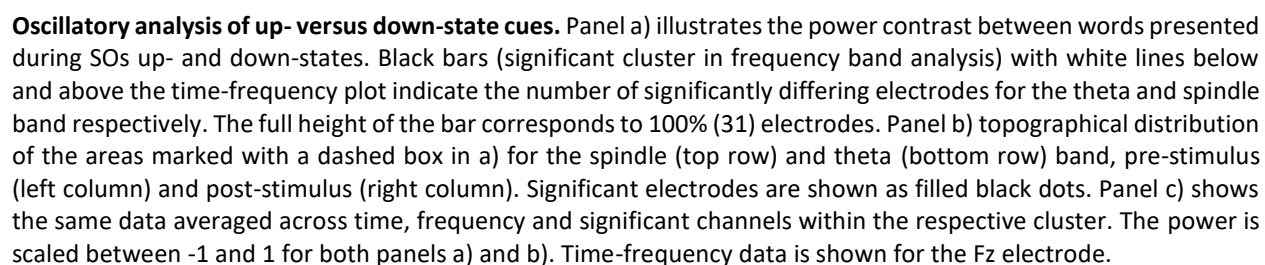 Oscillatory analysis of up- versus down-state cues. Panel a) illustrates the power contrast between words presented
during SOs up- and down-states. Black bars (significant cluster in frequency band analysis) with white lines below
and above the time-frequency plot indicate the number of significantly differing electrodes for the theta and spindle
band respectively. The full height of the bar corresponds to 100% (31) electrodes. Panel b) topographical distribution
of the areas marked with a dashed box in a) for the spindle (top row) and theta (bottom row) band, pre-stimulus
(left column) and post-stimulus (right column). Significant electrodes are shown as filled black dots. Panel c) shows
the same data averaged across time, frequency and significant channels within the respective cluster. The power is
scaled between -1 and 1 for both panels a) and b). Time-frequency data is shown for the Fz electrode.